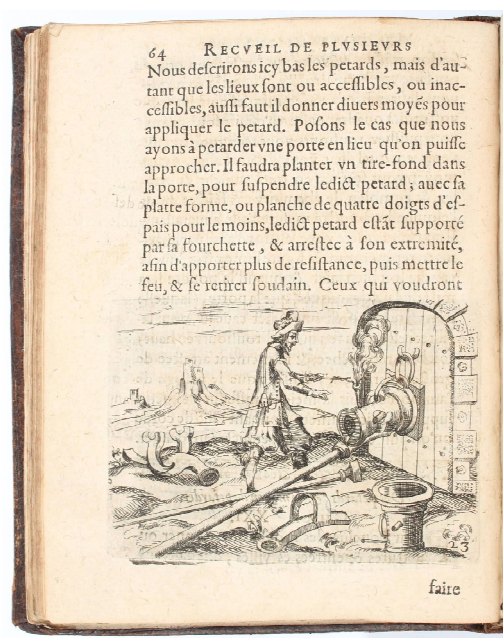 64 RECVEIL DE PLVSIEVRS
Nous deſcrirons icy bas les petards, mais d'au-
tant que les lieux ſont ou acceſſibles, ou inac-
ceſſibles, auſſi faut il donner diuers moyẽs pour
appliquer le petard. Poſons le cas que nous
ayons à petarder vne porte en lieu qu'on puiſſe
approcher. Il faudra planter vn tire-fond dans
la porte, pour ſuſpendre ledict petard; auec ſa
platte forme, ou planche de quatre doigts d'eſ-
pais pour le moins, ledict petard eſtãt ſupporté
par ſa fourchette, & arreſtee à ſon extremité,
afin d'apporter plus de reſiſtance, puis mettre le
feu, & ſe retirer ſoudain. Ceux qui voudront
23
faire